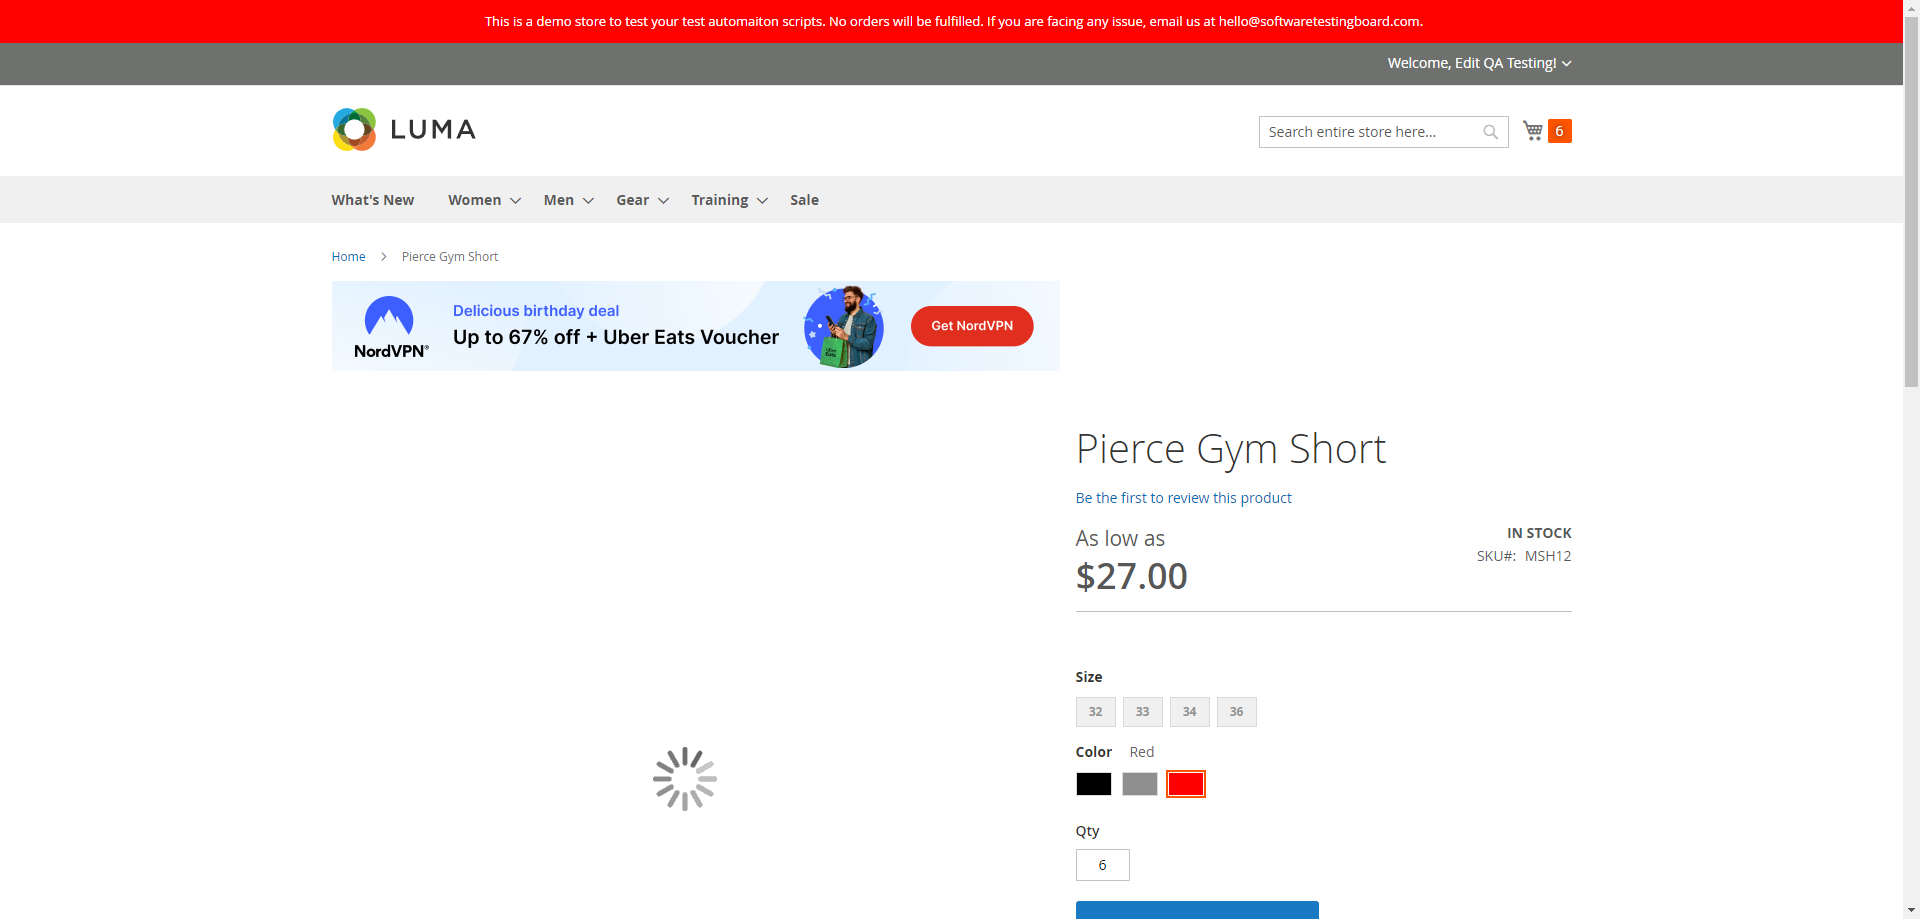 This is a demo store to test your test automaiton scripts. No orders will be fulfilled. If you are facing any issue, email us at hello@softwaretestingboard.com.
Welcome, Edit QA Testing!
LUMA
Search entire store here...
6
What's New Women Men Gear Training Sale
Home Pierce Gym Short
NordVPN®
Delicious birthday deal
Up to 67% off + Uber Eats Voucher
Uber Eats
Get NordVPN
Pierce Gym Short
Be the first to review this product
As low as
$27.00
IN STOCK
SKU#: MSH12
Size
32 33 34 36
Color Red
Qty
6